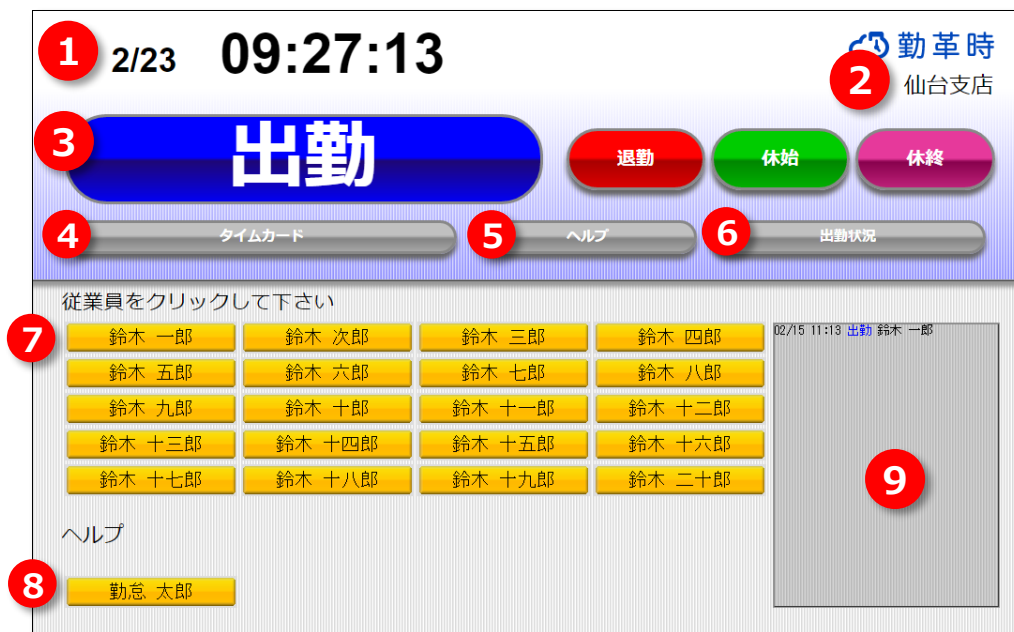 1 2/23 09:27:13 勤革時
2 仙台支店
3 出勤 退勤 休始 休終
4 タイムカード 5 ヘルプ 6 出勤状況
従業員をクリックして下さい
7 鈴木 一郎 鈴木 次郎 鈴木 三郎 鈴木 四郎 02/15 11:13 出勤 鈴木 一郎
鈴木 五郎 鈴木 六郎 鈴木 七郎 鈴木 八郎
鈴木 九郎 鈴木 十郎 鈴木 十一郎 鈴木 十二郎
鈴木 十三郎 鈴木 十四郎 鈴木 十五郎 鈴木 十六郎
鈴木 十七郎 鈴木 十八郎 鈴木 十九郎 鈴木 二十郎 9
ヘルプ
8 勤怠 太郎